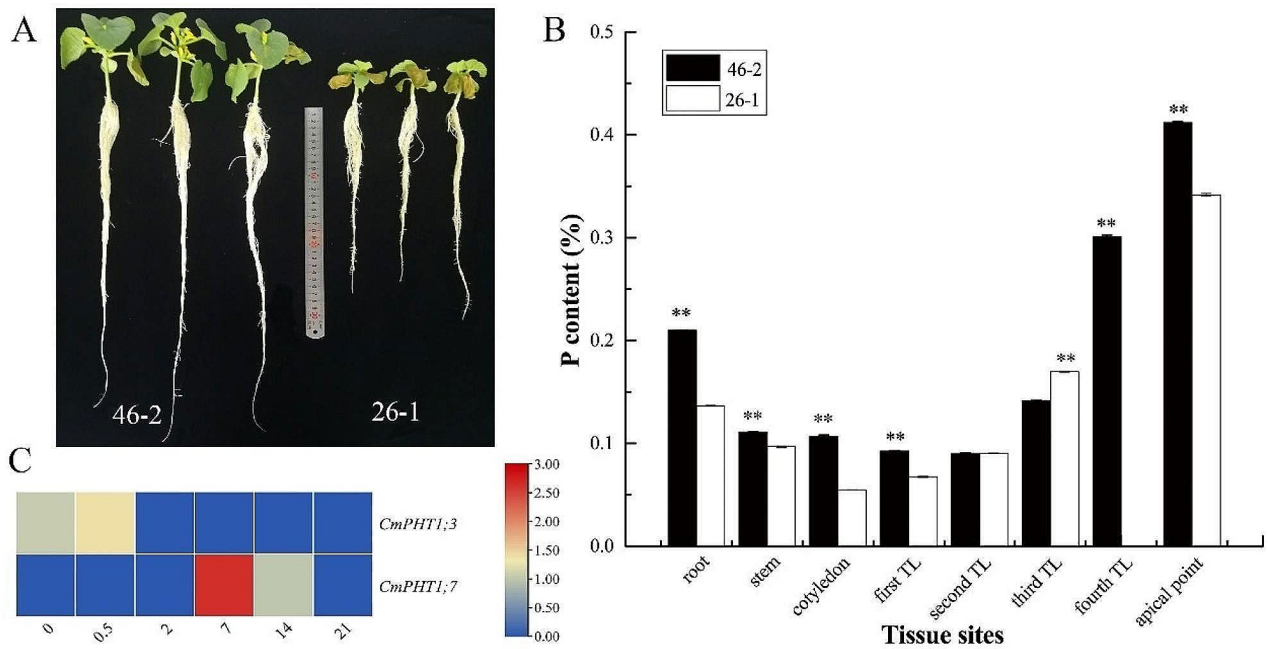 A
46-2
26-1
B
P content (%)
0.5
0.4
0.3
0.2
0.1
0.0
46-2
26-1
**
**
**
**
**
**
**
root
stem
cotyledon
first TL
second TL
third TL
fourth TL
apical point
Tissue sites
C
CmPHT1;3
CmPHT1;7
0
0.5
2
7
14
21
3.00
2.50
2.00
1.50
1.00
0.50
0.00